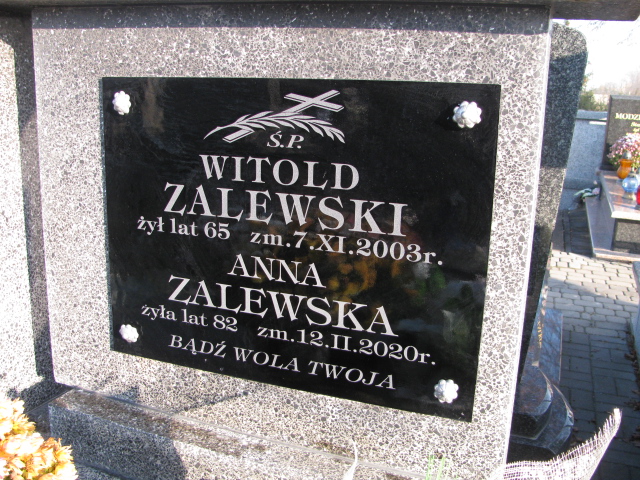 Ś.P.
WITOLD
ZALEWSKI
żył lat 65 zm.7.XI.2003r.
ANNA
ZALEWSKA
żyła lat 82 zm.12.II.2020r.
BĄDŹ WOLA TWOJA